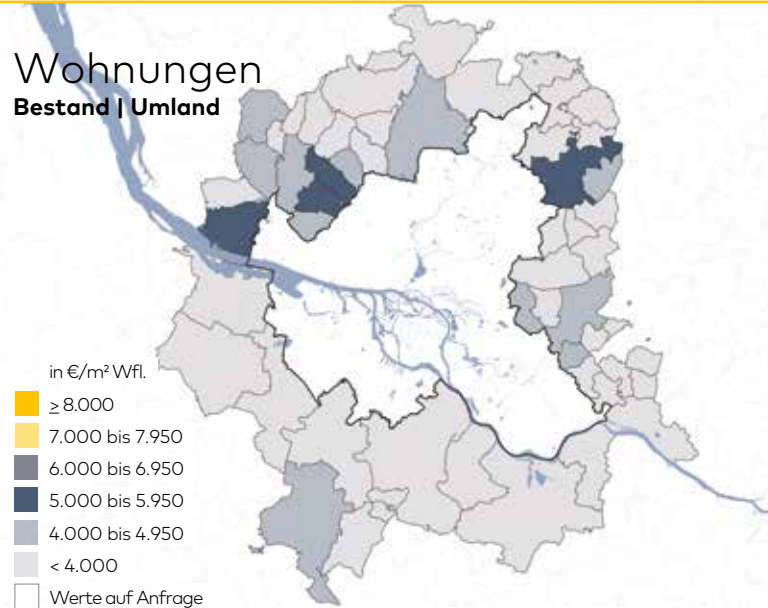 Wohnungen
Bestand | Umland
in €/m² Wfl.
≥ 8.000
7.000 bis 7.950
6.000 bis 6.950
5.000 bis 5.950
4.000 bis 4.950
< 4.000
Werte auf Anfrage